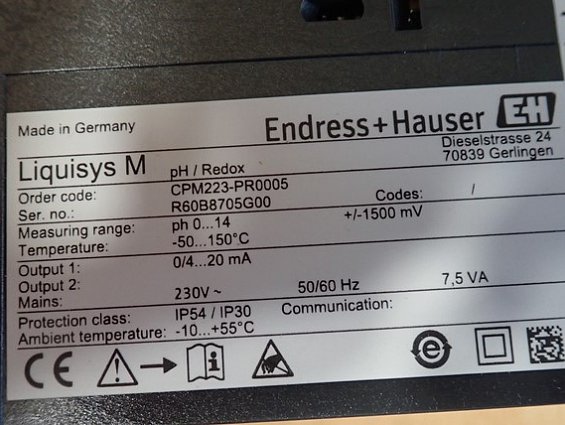 Made in Germany
Endress+Hauser EH
Dieselstrasse 24
70839 Gerlingen
Liquisys M pH / Redox
Order code: CPM223-PR0005
Ser. no.: R60B8705G00 Codes: /
Measuring range: ph 0...14 +/-1500 mV
Temperature: -50...150°C
Output 1: 0/4...20 mA
Output 2:
Mains: 230V ~ 50/60 Hz 7,5 VA
Protection class: IP54 / IP30 Communication:
Ambient temperature: -10...+55°C
CE i e